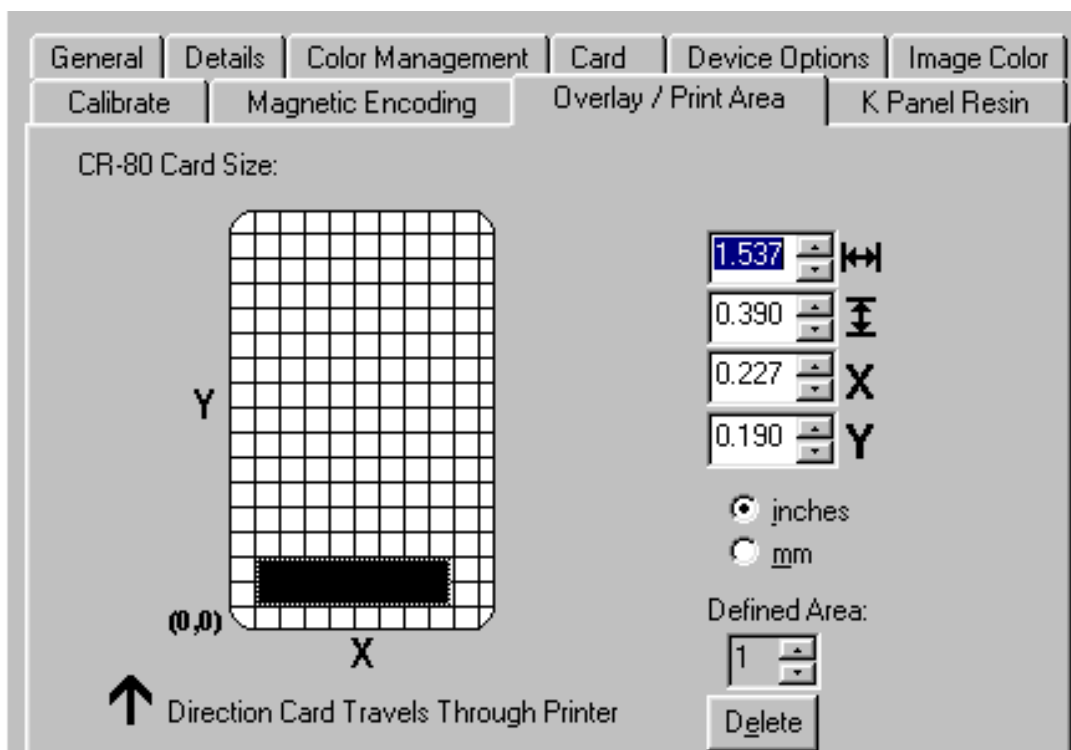 General Details Color Management Card Device Options Image Color
Calibrate Magnetic Encoding Overlay / Print Area K Panel Resin
CR-80 Card Size:
1.537
0.390
0.227 X
Y
0.190 Y
inches
mm
(0,0)
Defined Area:
X
1
Direction Card Travels Through Printer
Delete